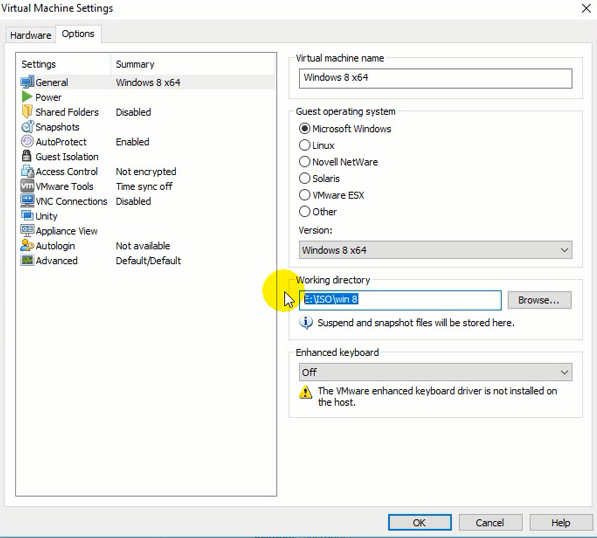 Virtual Machine Settings
Hardware Options
Settings Summary
General Windows 8 x64
Power
Shared Folders Disabled
Snapshots
AutoProtect Enabled
Guest Isolation
Access Control Not encrypted
VMware Tools Time sync off
VNC Connections Disabled
Unity
Appliance View
Autologin Not available
Advanced Default/Default
Virtual machine name
Windows 8 x64
Guest operating system
Microsoft Windows
Linux
Novell NetWare
Solaris
VMware ESX
Other
Version:
Windows 8 x64
Working directory
E:\ISO\win 8 Browse...
Suspend and snapshot files will be stored here.
Enhanced keyboard
Off
The VMware enhanced keyboard driver is not installed on
the host.
OK Cancel Help